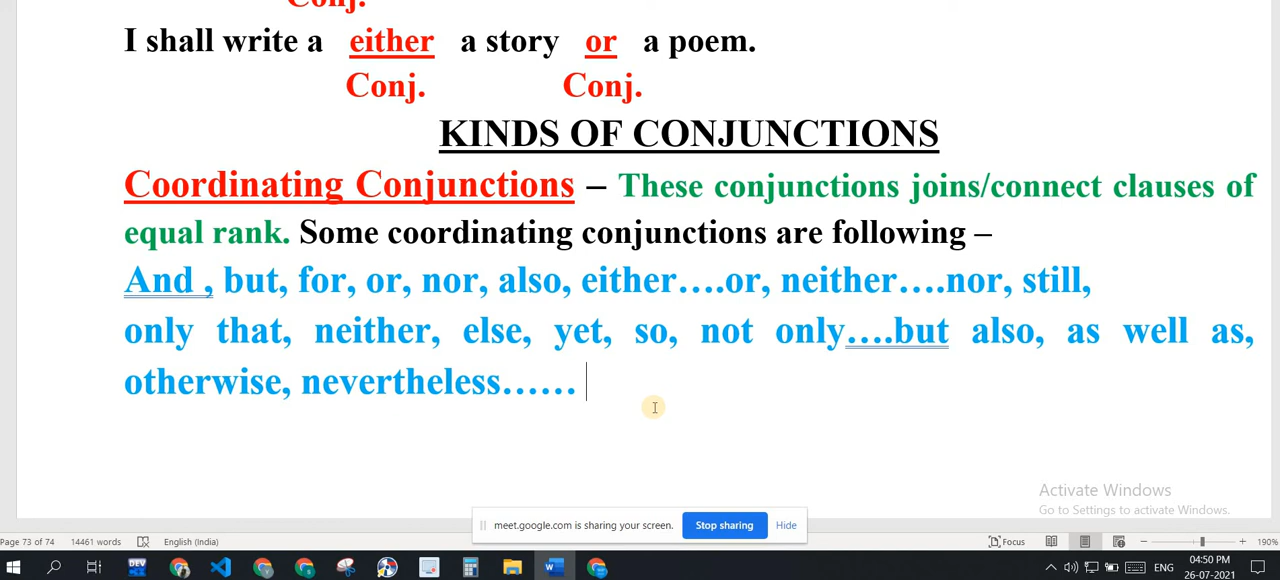 Conj.
I shall write a either a story or a poem.
Conj. Conj.
KINDS OF CONJUNCTIONS
Coordinating Conjunctions – These conjunctions joins/connect clauses of
equal rank. Some coordinating conjunctions are following –
And , but, for, or, nor, also, either….or, neither….nor, still,
only that, neither, else, yet, so, not only….but also, as well as,
otherwise, nevertheless……
Activate Windows
Go to Settings to activate Windows.
meet.google.com is sharing your screen. Stop sharing Hide
Page 73 of 74 14461 words English (India) Focus 190%
DEV W ENG 04:50 PM
26-07-2021